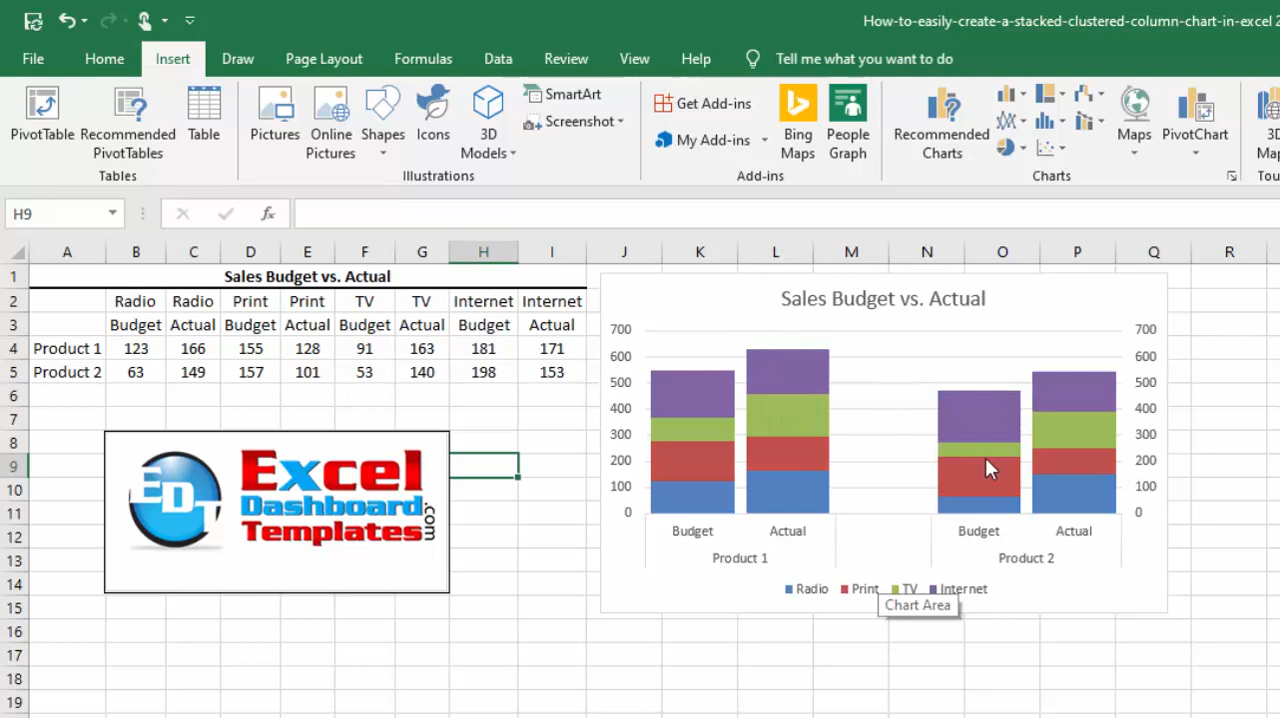 How-to-easily-create-a-stacked-clustered-column-chart-in-excel 2
File Home Insert Draw Page Layout Formulas Data Review View Help Tell me what you want to do
PivotTable Recommended PivotTables Table
Tables
Pictures Online Pictures Shapes Icons 3D Models SmartArt Screenshot
Illustrations
Get Add-ins My Add-ins Bing Maps People Graph
Add-ins
Recommended Charts Maps PivotChart
Charts
3D
Map
Tou
H9 fx
A B C D E F G H I J K L M N O P Q R
1 Sales Budget vs. Actual
2 Radio Radio Print Print TV TV Internet Internet
3 Budget Actual Budget Actual Budget Actual Budget Actual
4 Product 1 123 166 155 128 91 163 181 171
5 Product 2 63 149 157 101 53 140 198 153
6
7
8
9
10
11
12
13
14
15
16
17
18
19
EDT
Excel
Dashboard
Templates
.com
Sales Budget vs. Actual
700 700
600 600
500 500
400 400
300 300
200 200
100 100
0 0
Budget Actual Budget Actual
Product 1 Product 2
Radio Print TV Internet
Chart Area